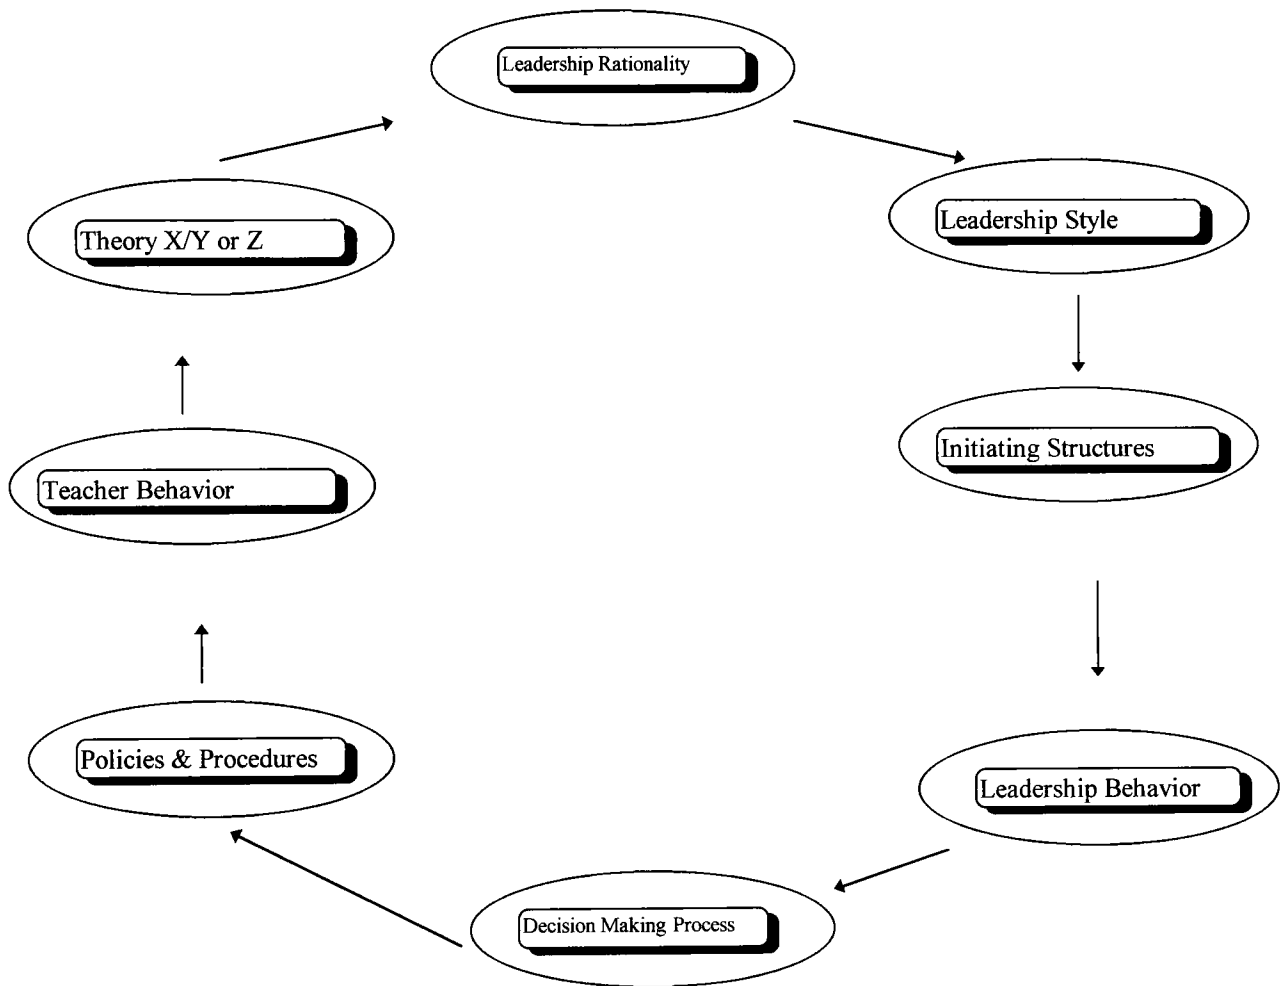 Leadership Rationality
Leadership Style
Theory X/Y or Z
Initiating Structures
Teacher Behavior
Policies & Procedures
Leadership Behavior
Decision Making Process